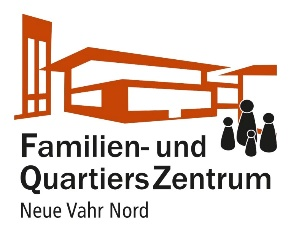 Familien- und
QuartiersZentrum
Neue Vahr Nord